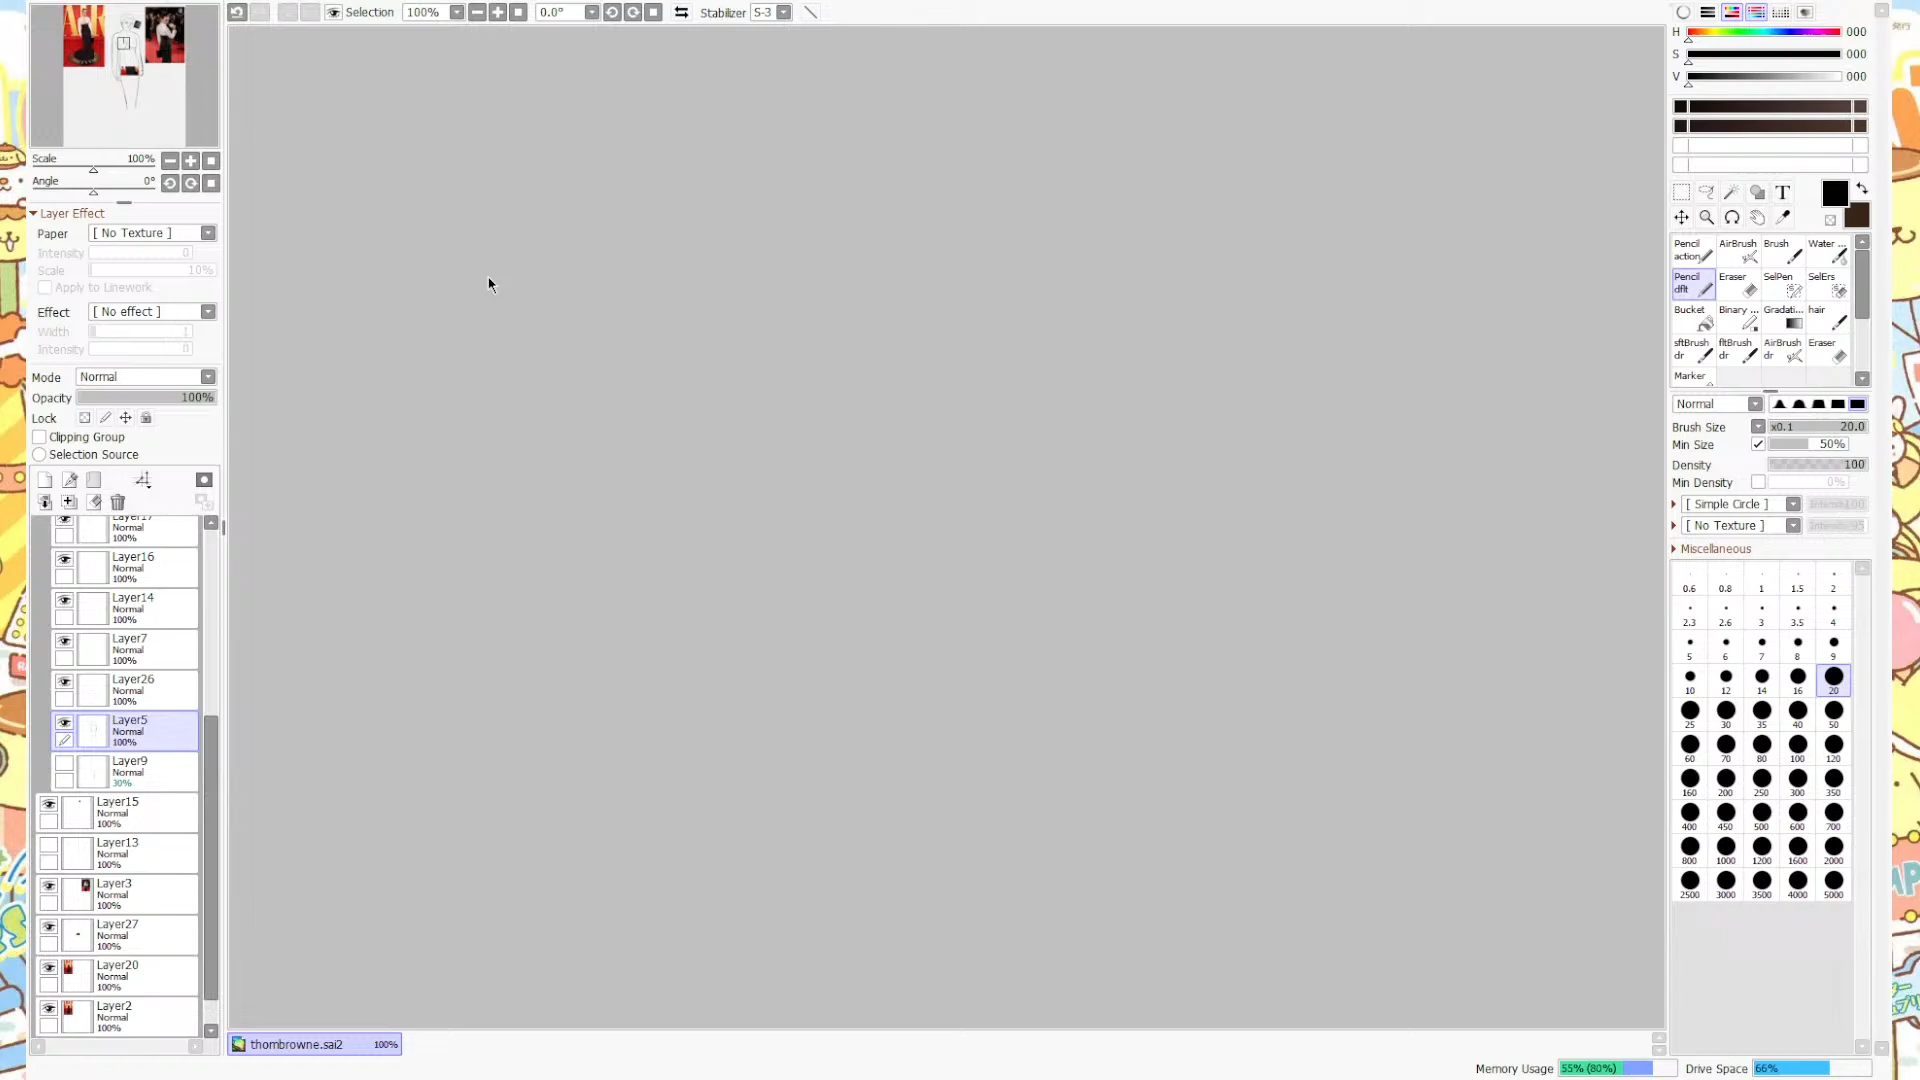 Selection 100% 0.0° Stabilizer S-3
Scale 100%
Angle 0°
Layer Effect
Paper [ No Texture ]
Intensity 0
Scale 10%
Apply to Linework
Effect [ No effect ]
Width 1
Intensity 0
Mode Normal
Opacity 100%
Lock
Clipping Group
Selection Source
Layer17
Normal
100%
Layer16
Normal
100%
Layer14
Normal
100%
Layer7
Normal
100%
Layer26
Normal
100%
Layer5
Normal
100%
Layer9
Normal
30%
Layer15
Normal
100%
Layer13
Normal
100%
Layer3
Normal
100%
Layer27
Normal
100%
Layer20
Normal
100%
Layer2
Normal
100%
thombrowne.sai2 100%
H 000
S 000
V 000
T
Pencil action AirBrush Brush Water ...
Pencil dflt Eraser SelPen SelErs
Bucket Binary ... Gradati... hair
sftBrush dr fltBrush dr AirBrush dr Eraser
Marker
Normal
Brush Size x0.1 20.0
Min Size 50%
Density 100
Min Density 0%
[ Simple Circle ]
[ No Texture ]
Miscellaneous
0.6 0.8 1 1.5 2
2.3 2.6 3 3.5 4
5 6 7 8 9
10 12 14 16 20
25 30 35 40 50
60 70 80 100 120
160 200 250 300 350
400 450 500 600 700
800 1000 1200 1600 2000
2500 3000 3500 4000 5000
Memory Usage 55% (80%) Drive Space 66%